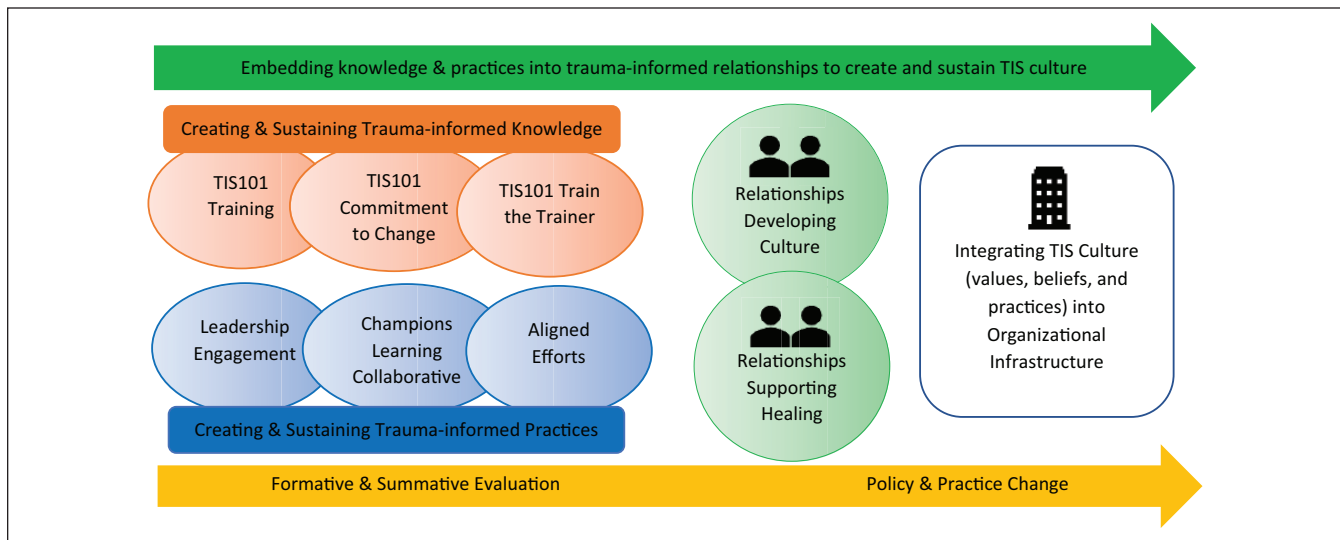 Embedding knowledge & practices into trauma-informed relationships to create and sustain TIS culture
Creating & Sustaining Trauma-informed Knowledge
TIS101
Training
TIS101
Commitment
to Change
TIS101 Train
the Trainer
Leadership
Engagement
Champions
Learning
Collaborative
Aligned
Efforts
Creating & Sustaining Trauma-informed Practices
Relationships
Developing
Culture
Relationships
Supporting
Healing
Integrating TIS Culture
(values, beliefs, and
practices) into
Organizational
Infrastructure
Formative & Summative Evaluation
Policy & Practice Change